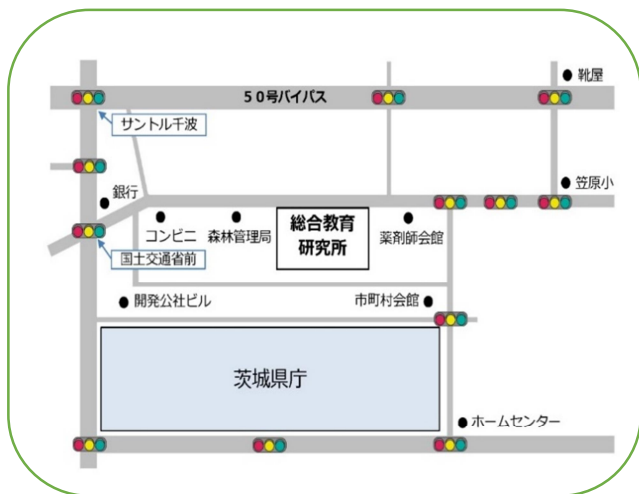 靴屋
５０号バイパス
サントル千波
笠原小
銀行
コンビニ
森林管理局
総合教育
研究所
薬剤師会館
国土交通省前
開発公社ビル
市町村会館
茨城県庁
ホームセンター